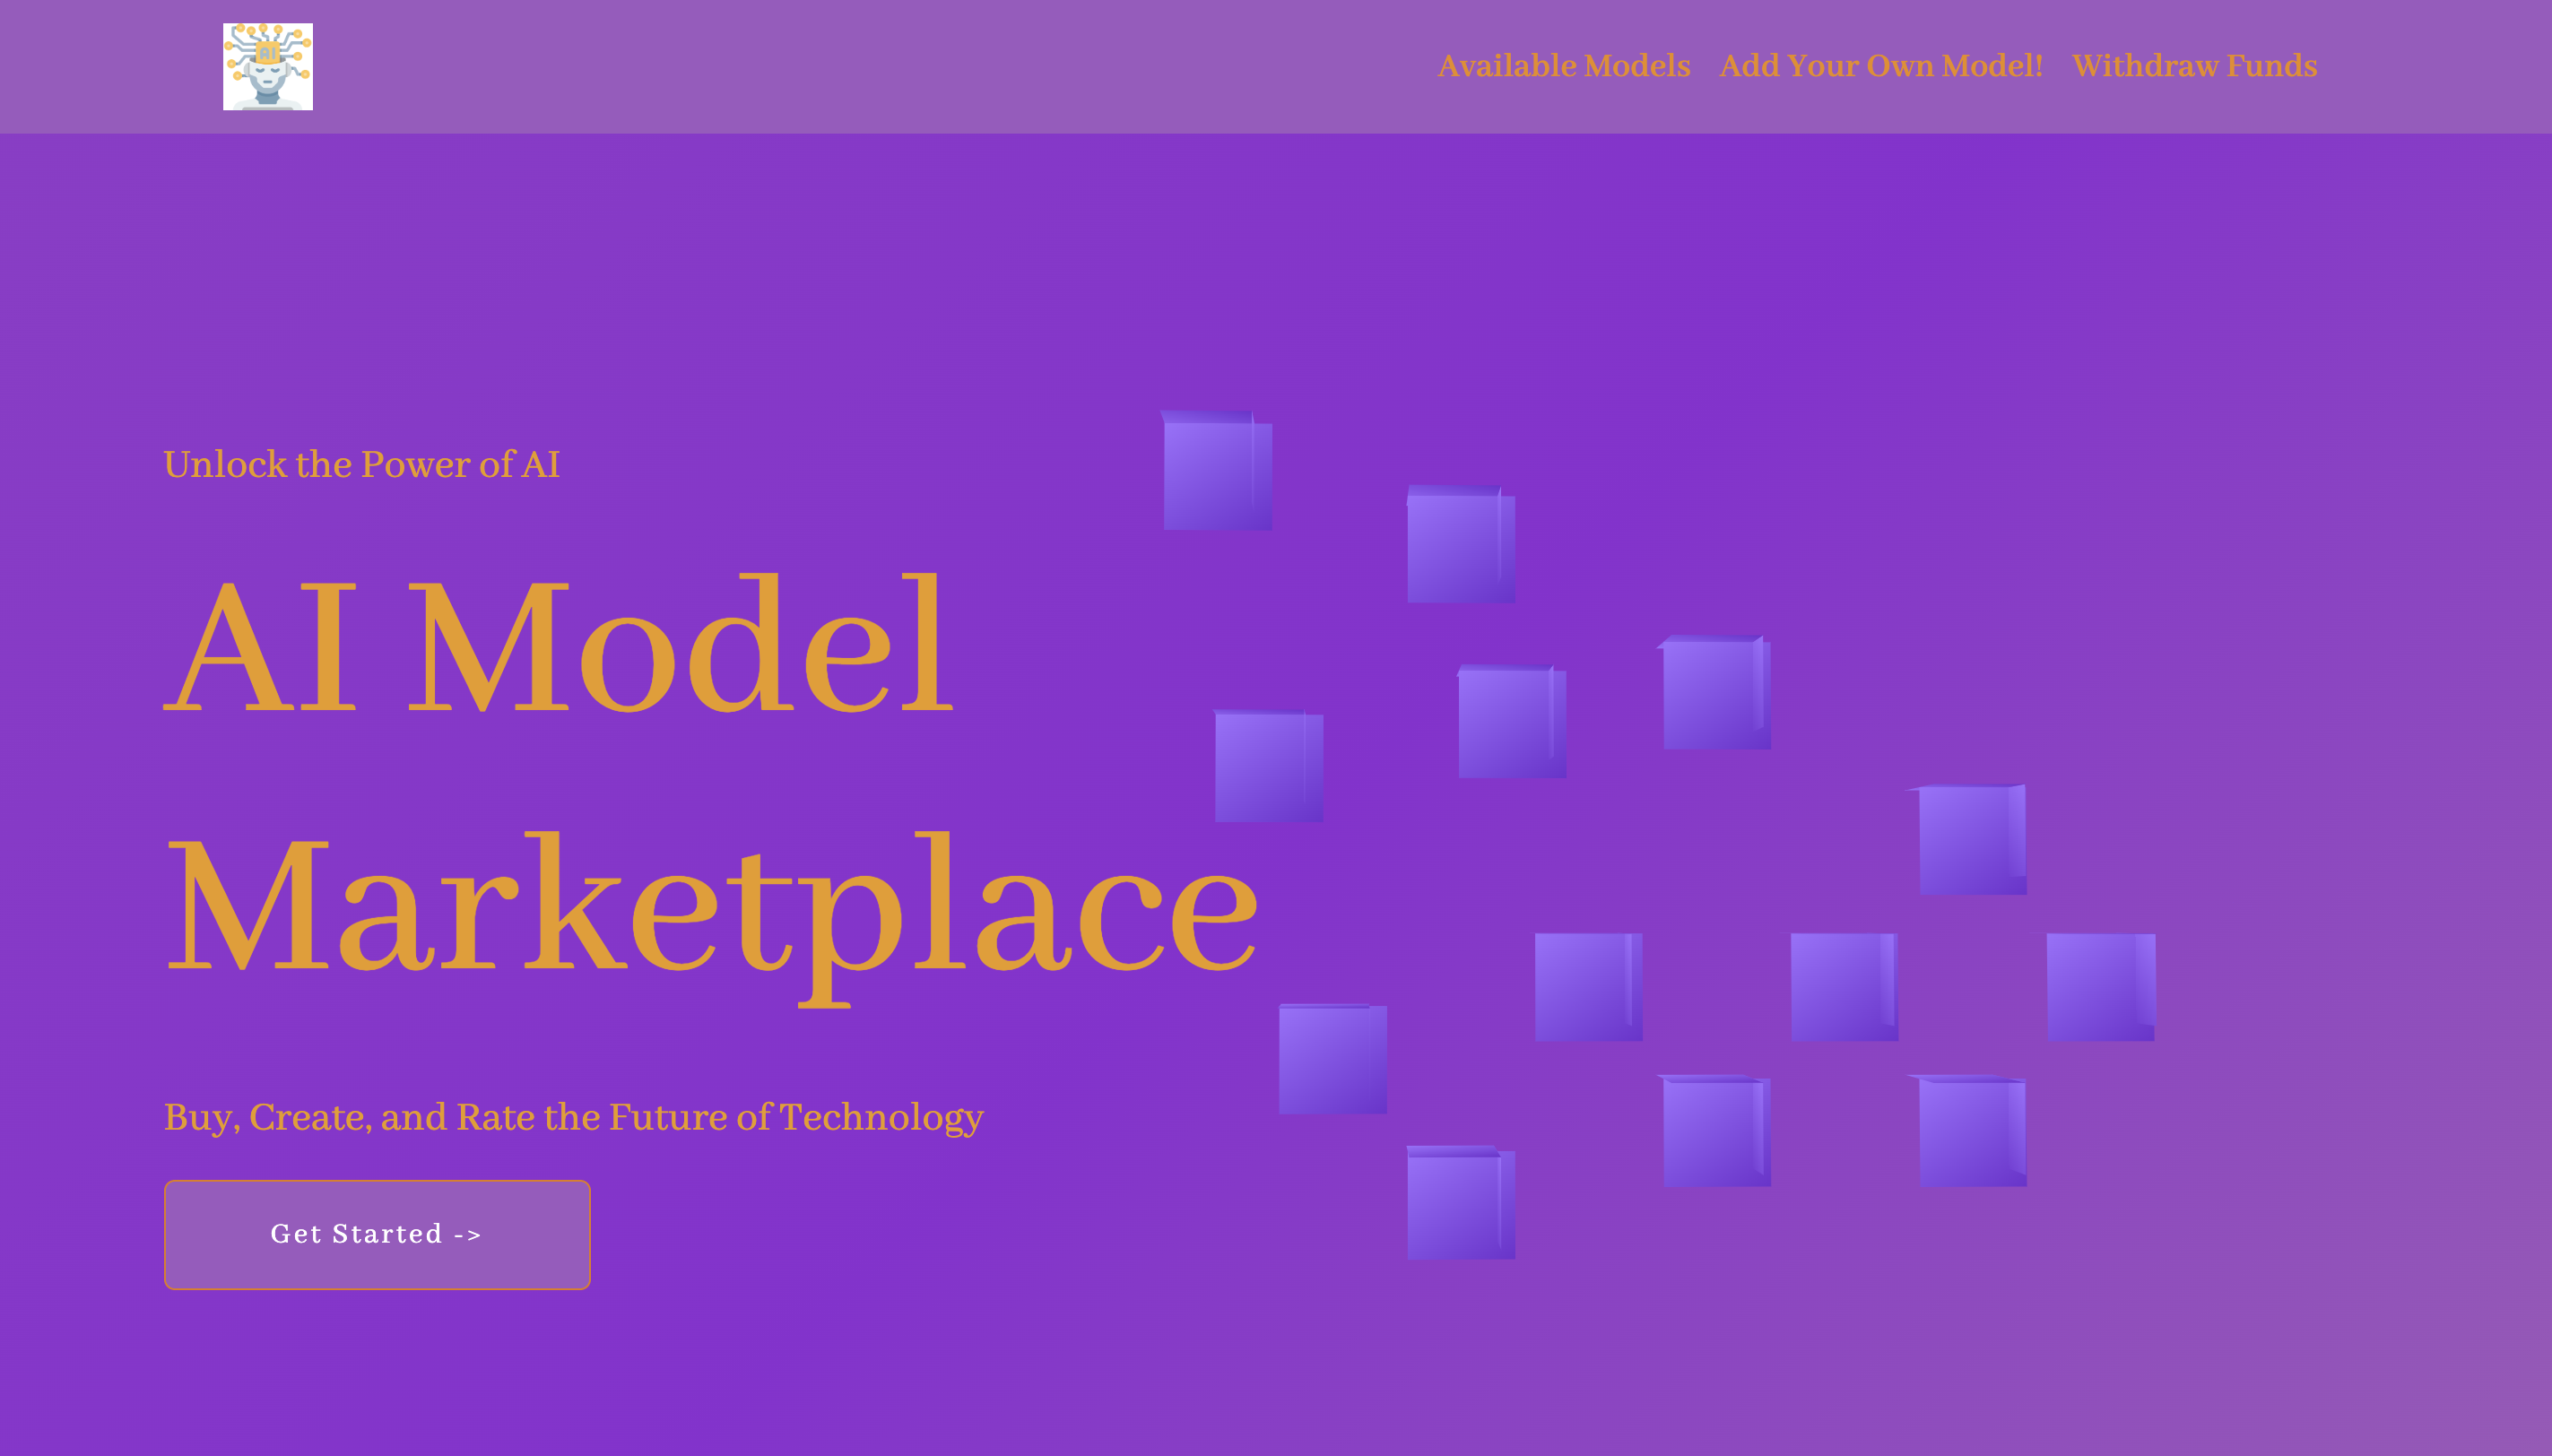 AI
Available Models Add Your Own Model! Withdraw Funds
Unlock the Power of AI
AI Model
Marketplace
Buy, Create, and Rate the Future of Technology
Get Started ->